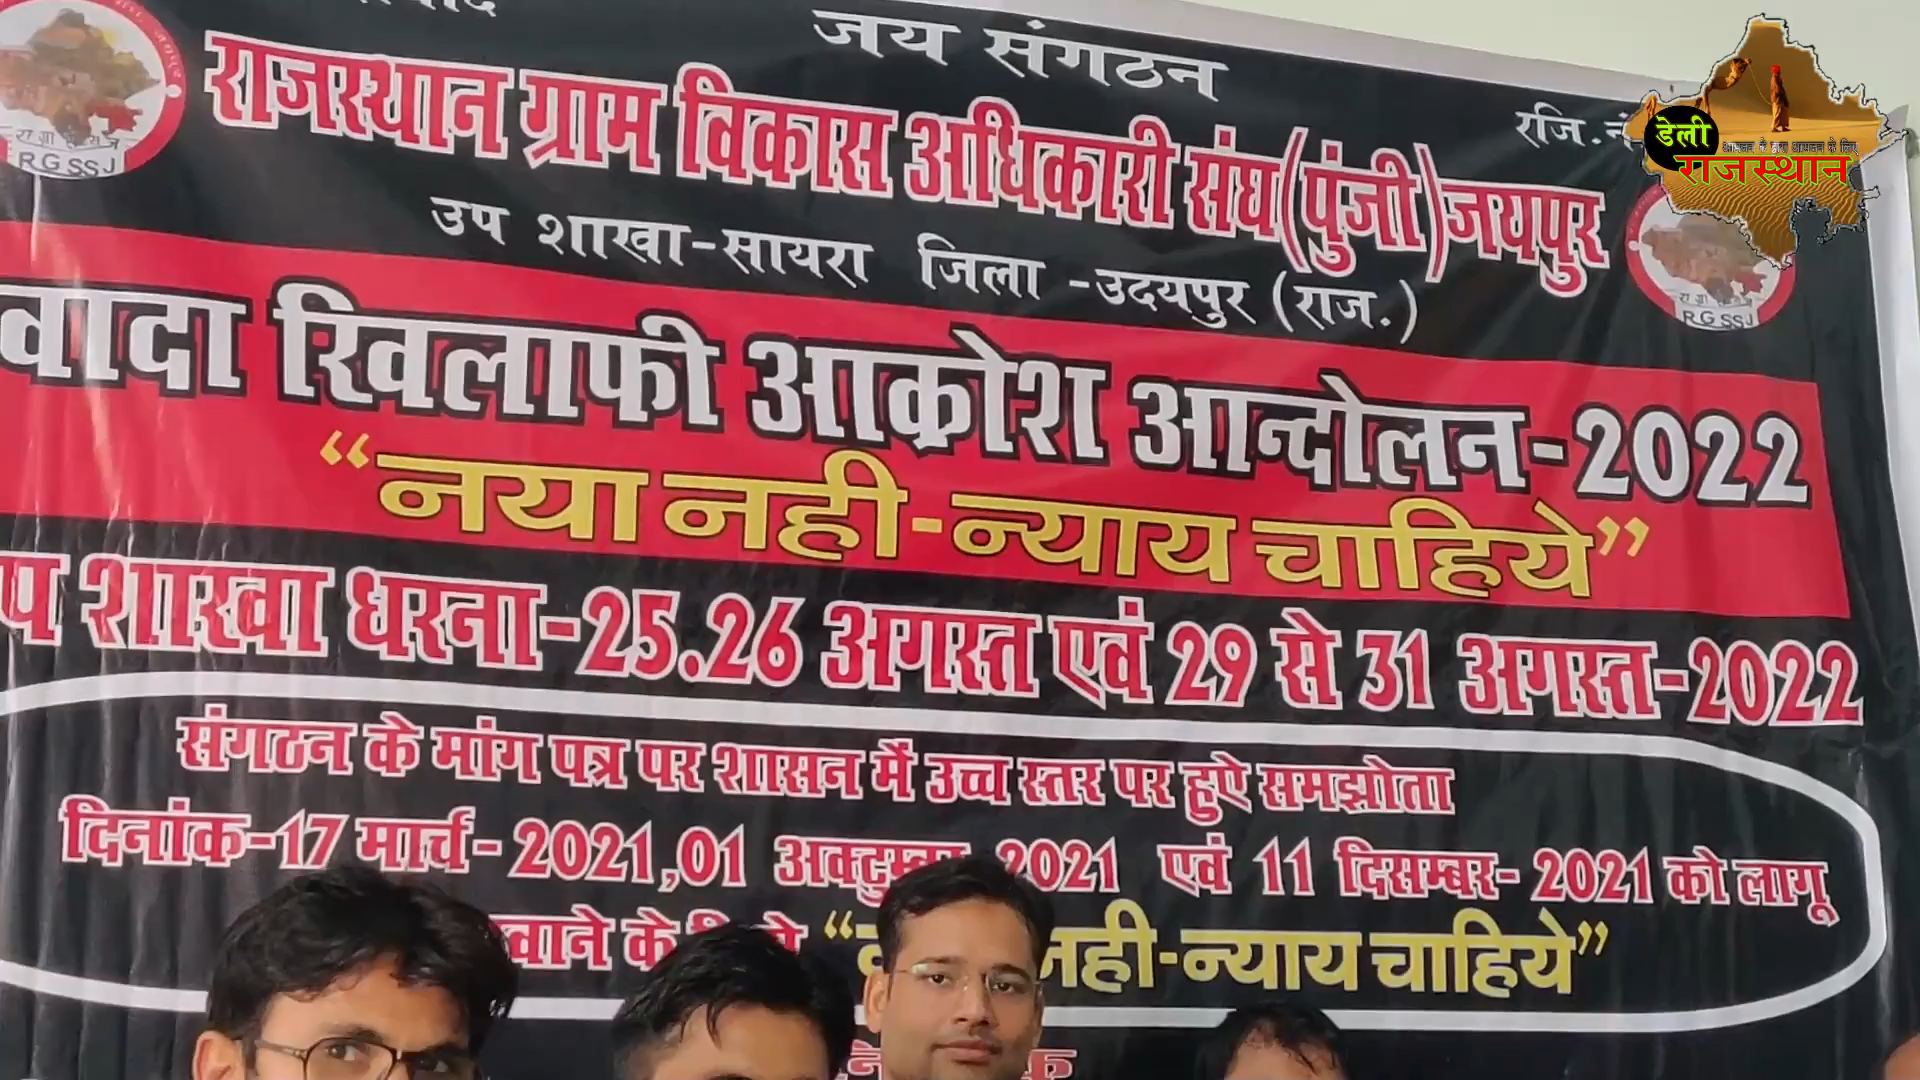 जय संगठन
रजि.
डेली
राजस्थान
राजस्थान ग्राम विकास अधिकारी संघ(पुंजी)जयपुर
RGSSJ
उप शाखा-सायरा जिला -उदयपुर (राज.)
RGSSJ
वादा खिलाफी आक्रोश आन्दोलन-2022
“नया नही-न्याय चाहिये”
शाखा धरना-25.26 अगस्त एवं 29 से 31 अगस्त-2022
संगठन के मांग पत्र पर शासन में उच्च स्तर पर हुऐ समझोता
दिनांक-17 मार्च- 2021,01 अक्टुम्बर 2021 एवं 11 दिसम्बर- 2021 को लागू
के नही-न्याय चाहिये”